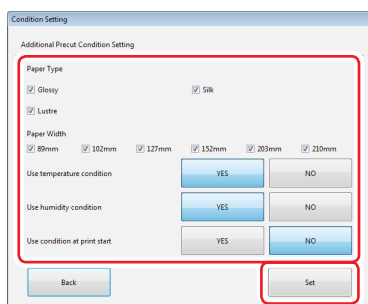 Condition Setting
Additional Precut Condition Setting
Paper Type
Glossy Silk
Lustre
Paper Width
89mm 102mm 127mm 152mm 203mm 210mm
Use temperature condition YES NO
Use humidity condition YES NO
Use condition at print start YES NO
Back Set